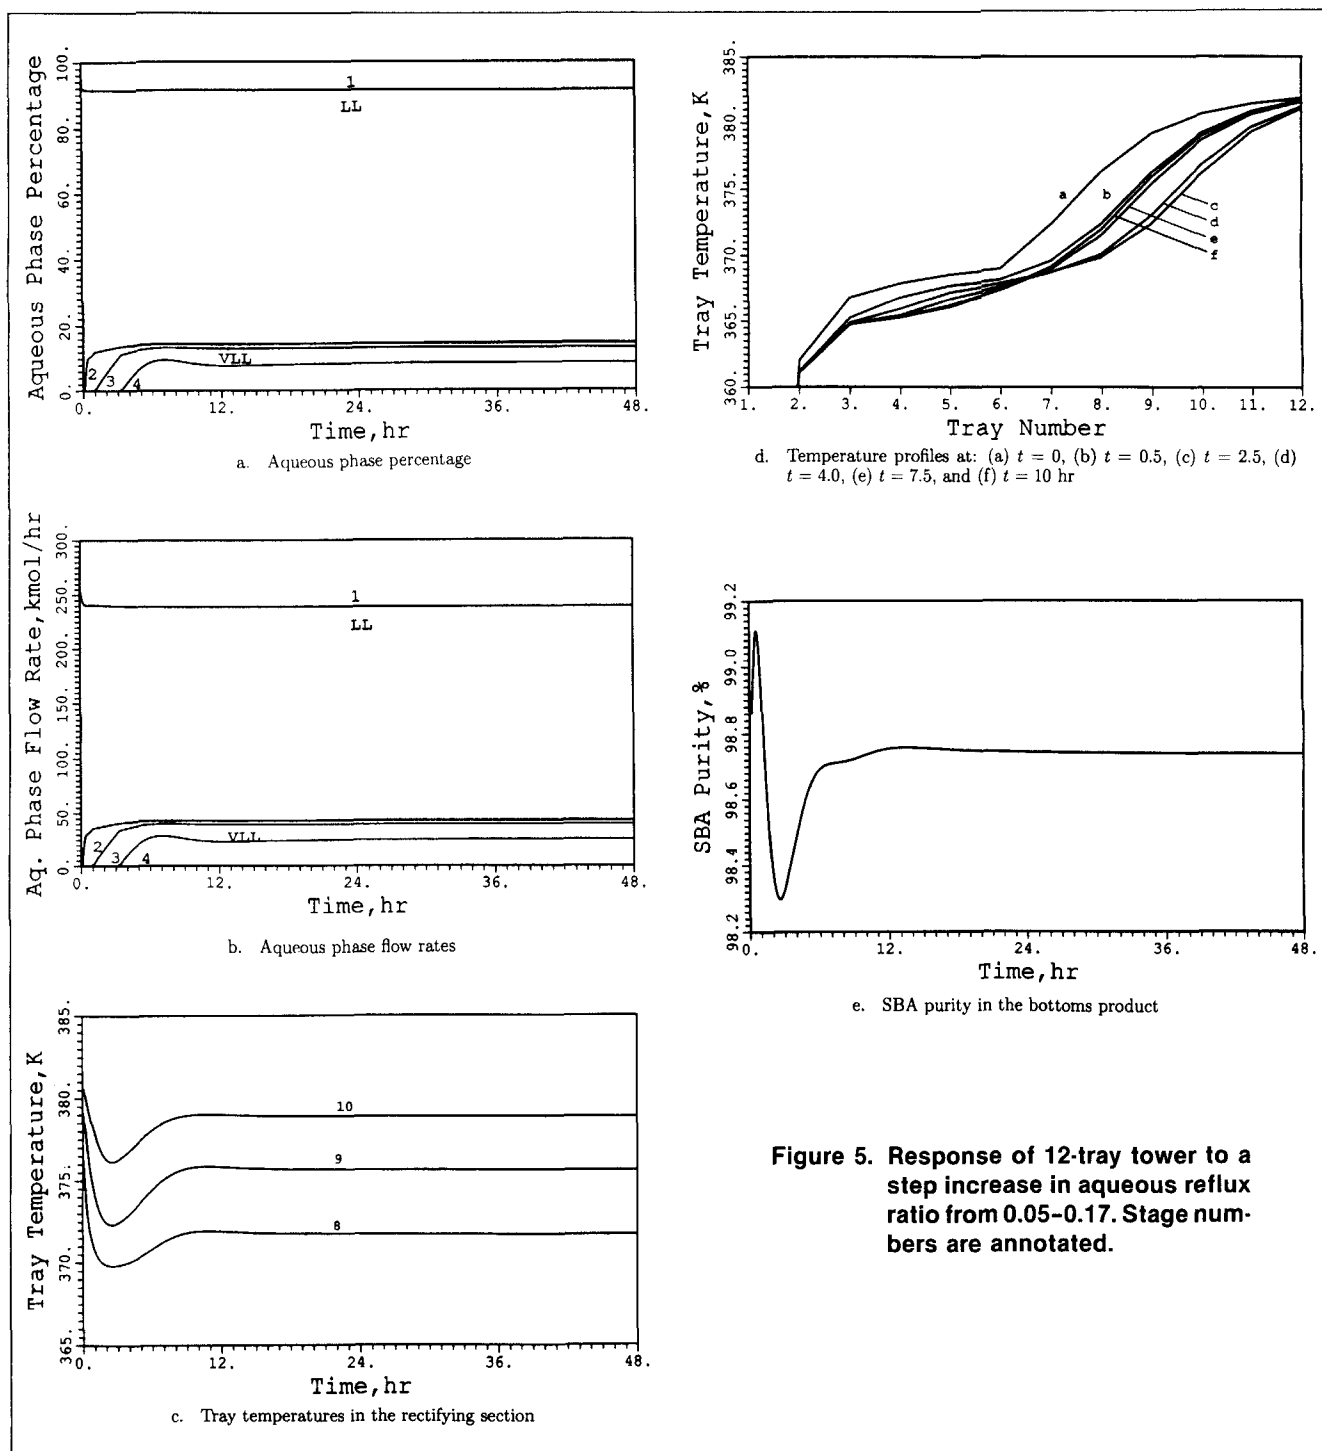 Aqueous Phase Percentage
100.
80.
60.
40.
20.
0.
1
LL
VLL
2
3
4
0.
12.
24.
36.
48.
Time,hr
a. Aqueous phase percentage
Aq. Phase Flow Rate,kmol/hr
300.
250.
200.
150.
100.
50.
0.
1
LL
VLL
2
3
4
0.
12.
24.
36.
48.
Time,hr
b. Aqueous phase flow rates
Tray Temperature,K
385.
380.
375.
370.
365.
10
9
8
0.
12.
24.
36.
48.
Time,hr
c. Tray temperatures in the rectifying section
Tray Temperature,K
385.
380.
375.
370.
365.
360.
a
b
c
d
e
f
1.
2.
3.
4.
5.
6.
7.
8.
9.
10.
11.
12.
Tray Number
d. Temperature profiles at: (a) t = 0, (b) t = 0.5, (c) t = 2.5, (d)
t = 4.0, (e) t = 7.5, and (f) t = 10 hr
SBA Purity,%
99.2
99.0
98.8
98.6
98.4
98.2
0.
12.
24.
36.
48.
Time,hr
e. SBA purity in the bottoms product
Figure 5. Response of 12-tray tower to a
step increase in aqueous reflux
ratio from 0.05–0.17. Stage num-
bers are annotated.